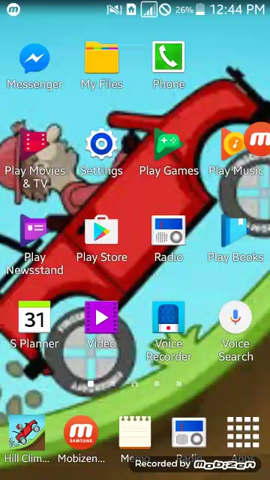 26% 12:44 PM
Messenger My Files Phone
Play Movies & TV Settings Play Games Play Music
Play Newsstand Play Store Radio Play Books
31
S Planner Video Voice Recorder Voice Search
SAMSUNG
Hill Clim... Mobizen... Memo Radio Apps
Recorded by mobizen